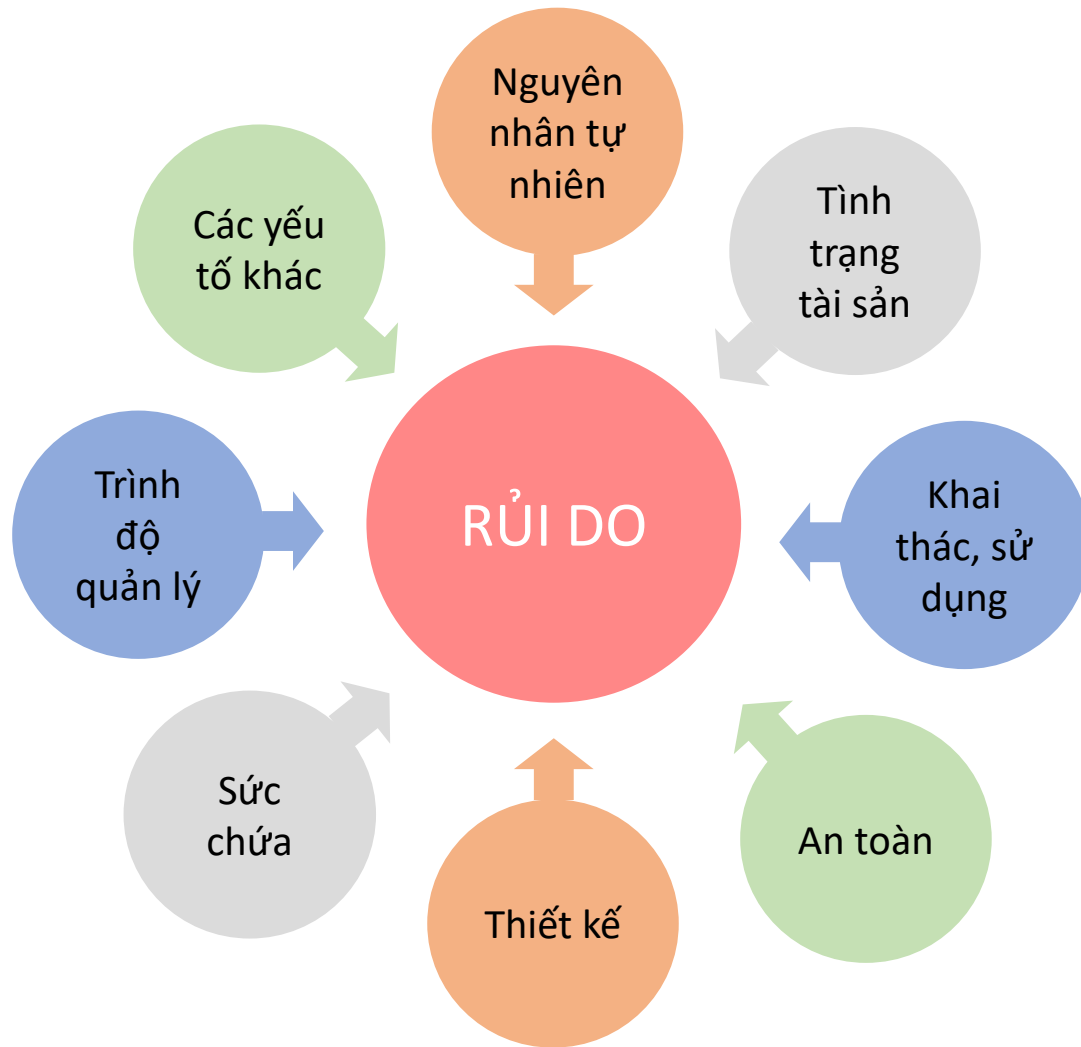 Nguyên
nhân tự
nhiên
Tình
trạng
tài sản
Các yếu
tố khác
Trình
độ
quản lý
RỦI DO
Khai
thác, sử
dụng
Sức
chứa
An toàn
Thiết kế